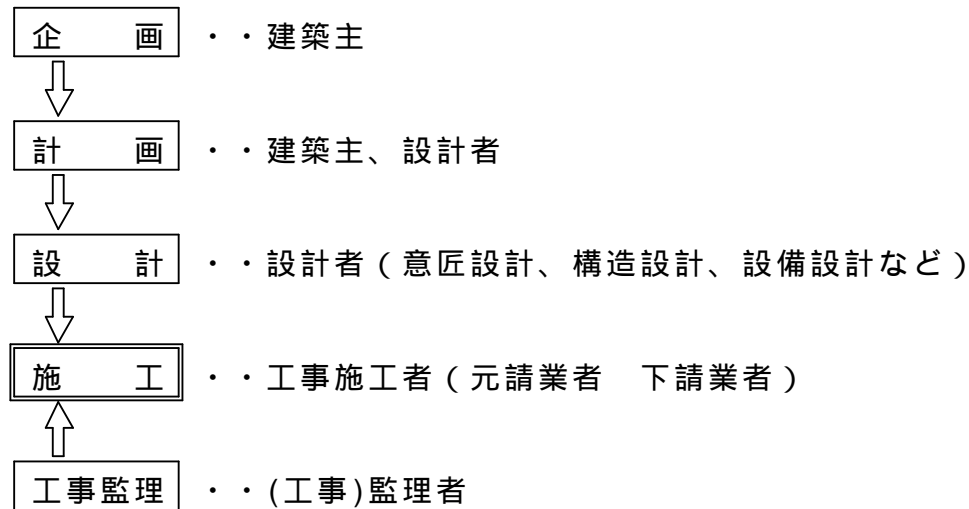 企　画 ・・建築主
計　画 ・・建築主、設計者
設　計 ・・設計者（意匠設計、構造設計、設備設計など）
施　工 ・・工事施工者（元請業者　下請業者）
工事監理 ・・(工事)監理者